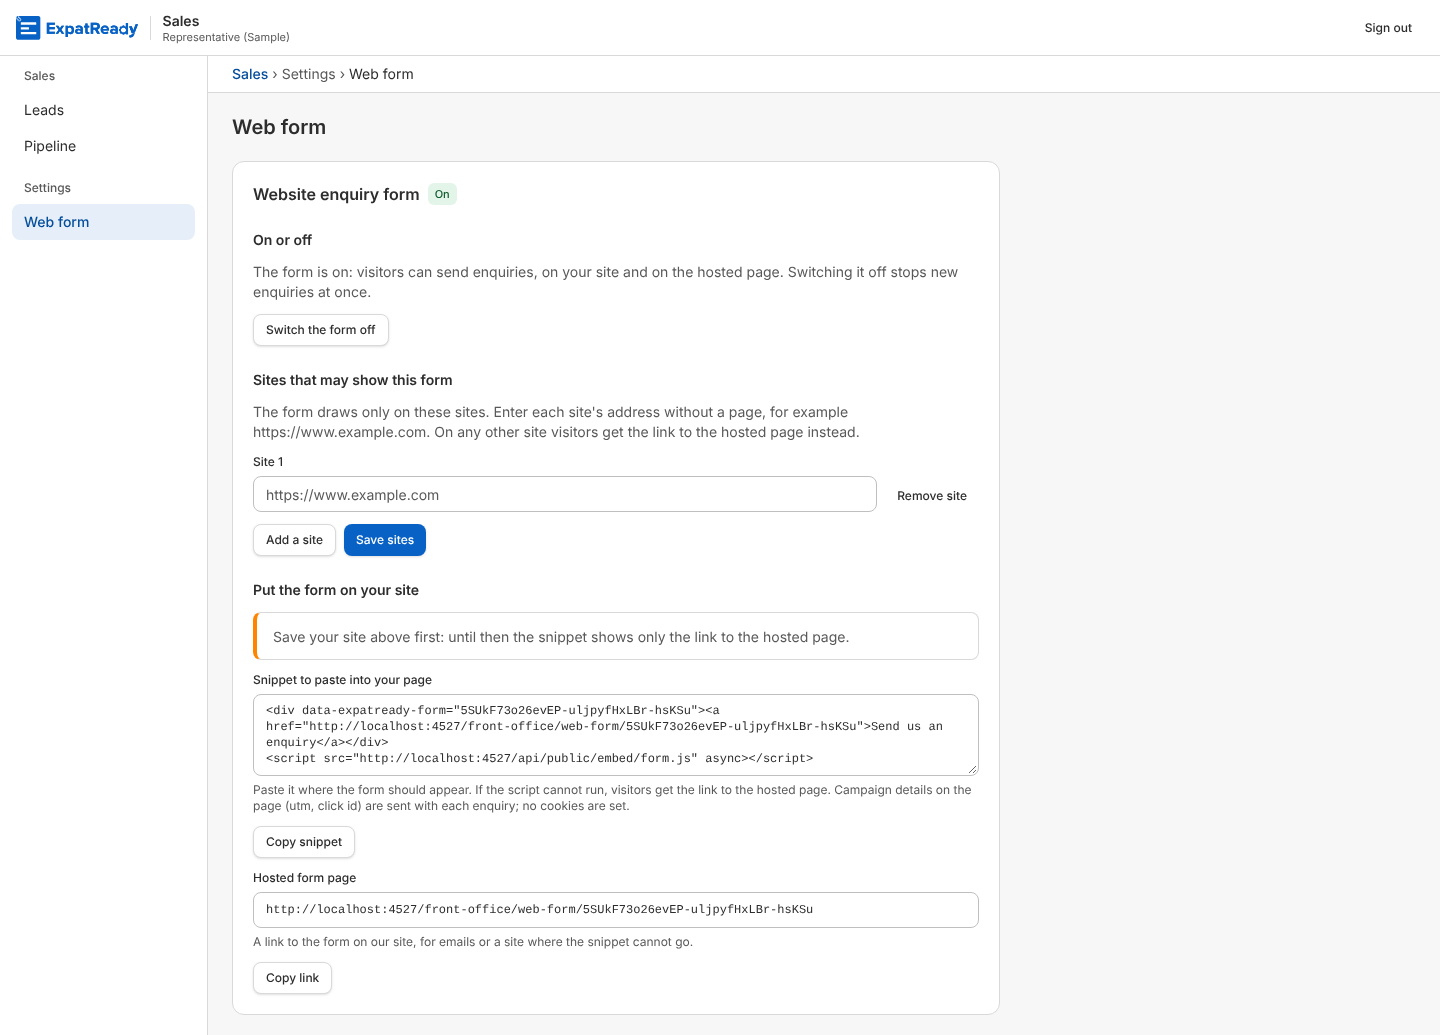 ExpatReady
Sales
Representative (Sample)
Sign out
Sales
Leads
Pipeline
Settings
Web form
Sales › Settings › Web form
Web form
Website enquiry form On
On or off
The form is on: visitors can send enquiries, on your site and on the hosted page. Switching it off stops new
enquiries at once.
Switch the form off
Sites that may show this form
The form draws only on these sites. Enter each site's address without a page, for example
https://www.example.com. On any other site visitors get the link to the hosted page instead.
Site 1
https://www.example.com
Remove site
Add a site
Save sites
Put the form on your site
Save your site above first: until then the snippet shows only the link to the hosted page.
Snippet to paste into your page
<div data-expatready-form="5SUkF73o26evEP-uljpyfHxLBr-hsKSu"><a
href="http://localhost:4527/front-office/web-form/5SUkF73o26evEP-uljpyfHxLBr-hsKSu">Send us an
enquiry</a></div>
<script src="http://localhost:4527/api/public/embed/form.js" async></script>
Paste it where the form should appear. If the script cannot run, visitors get the link to the hosted page. Campaign details on the
page (utm, click id) are sent with each enquiry; no cookies are set.
Copy snippet
Hosted form page
http://localhost:4527/front-office/web-form/5SUkF73o26evEP-uljpyfHxLBr-hsKSu
A link to the form on our site, for emails or a site where the snippet cannot go.
Copy link